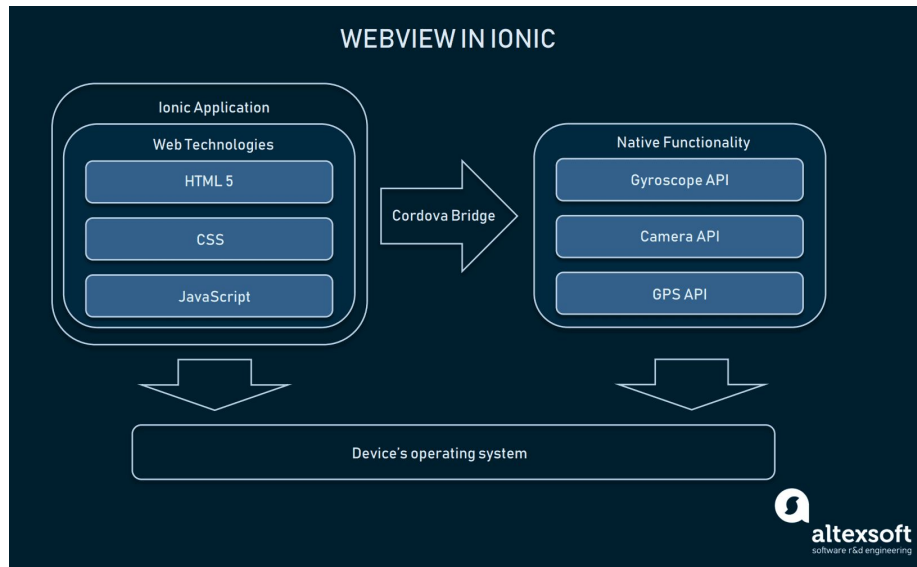 WEBVIEW IN IONIC
Ionic Application
Web Technologies
HTML 5
CSS
JavaScript
Cordova Bridge
Native Functionality
Gyroscope API
Camera API
GPS API
Device's operating system
altexsoft
software r&d engineering